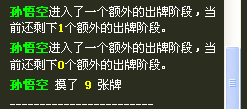 孙悟空进入了一个额外的出牌阶段，当
前还剩下1个额外的出牌阶段。
孙悟空进入了一个额外的出牌阶段，当
前还剩下0个额外的出牌阶段。
孙悟空 摸了 9 张牌
------------------------